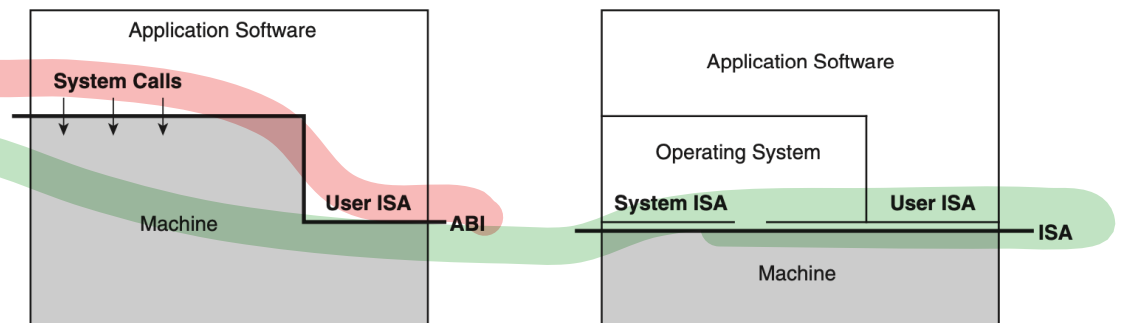 Application Software
System Calls
User ISA
Machine
ABI
Application Software
Operating System
System ISA
User ISA
ISA
Machine